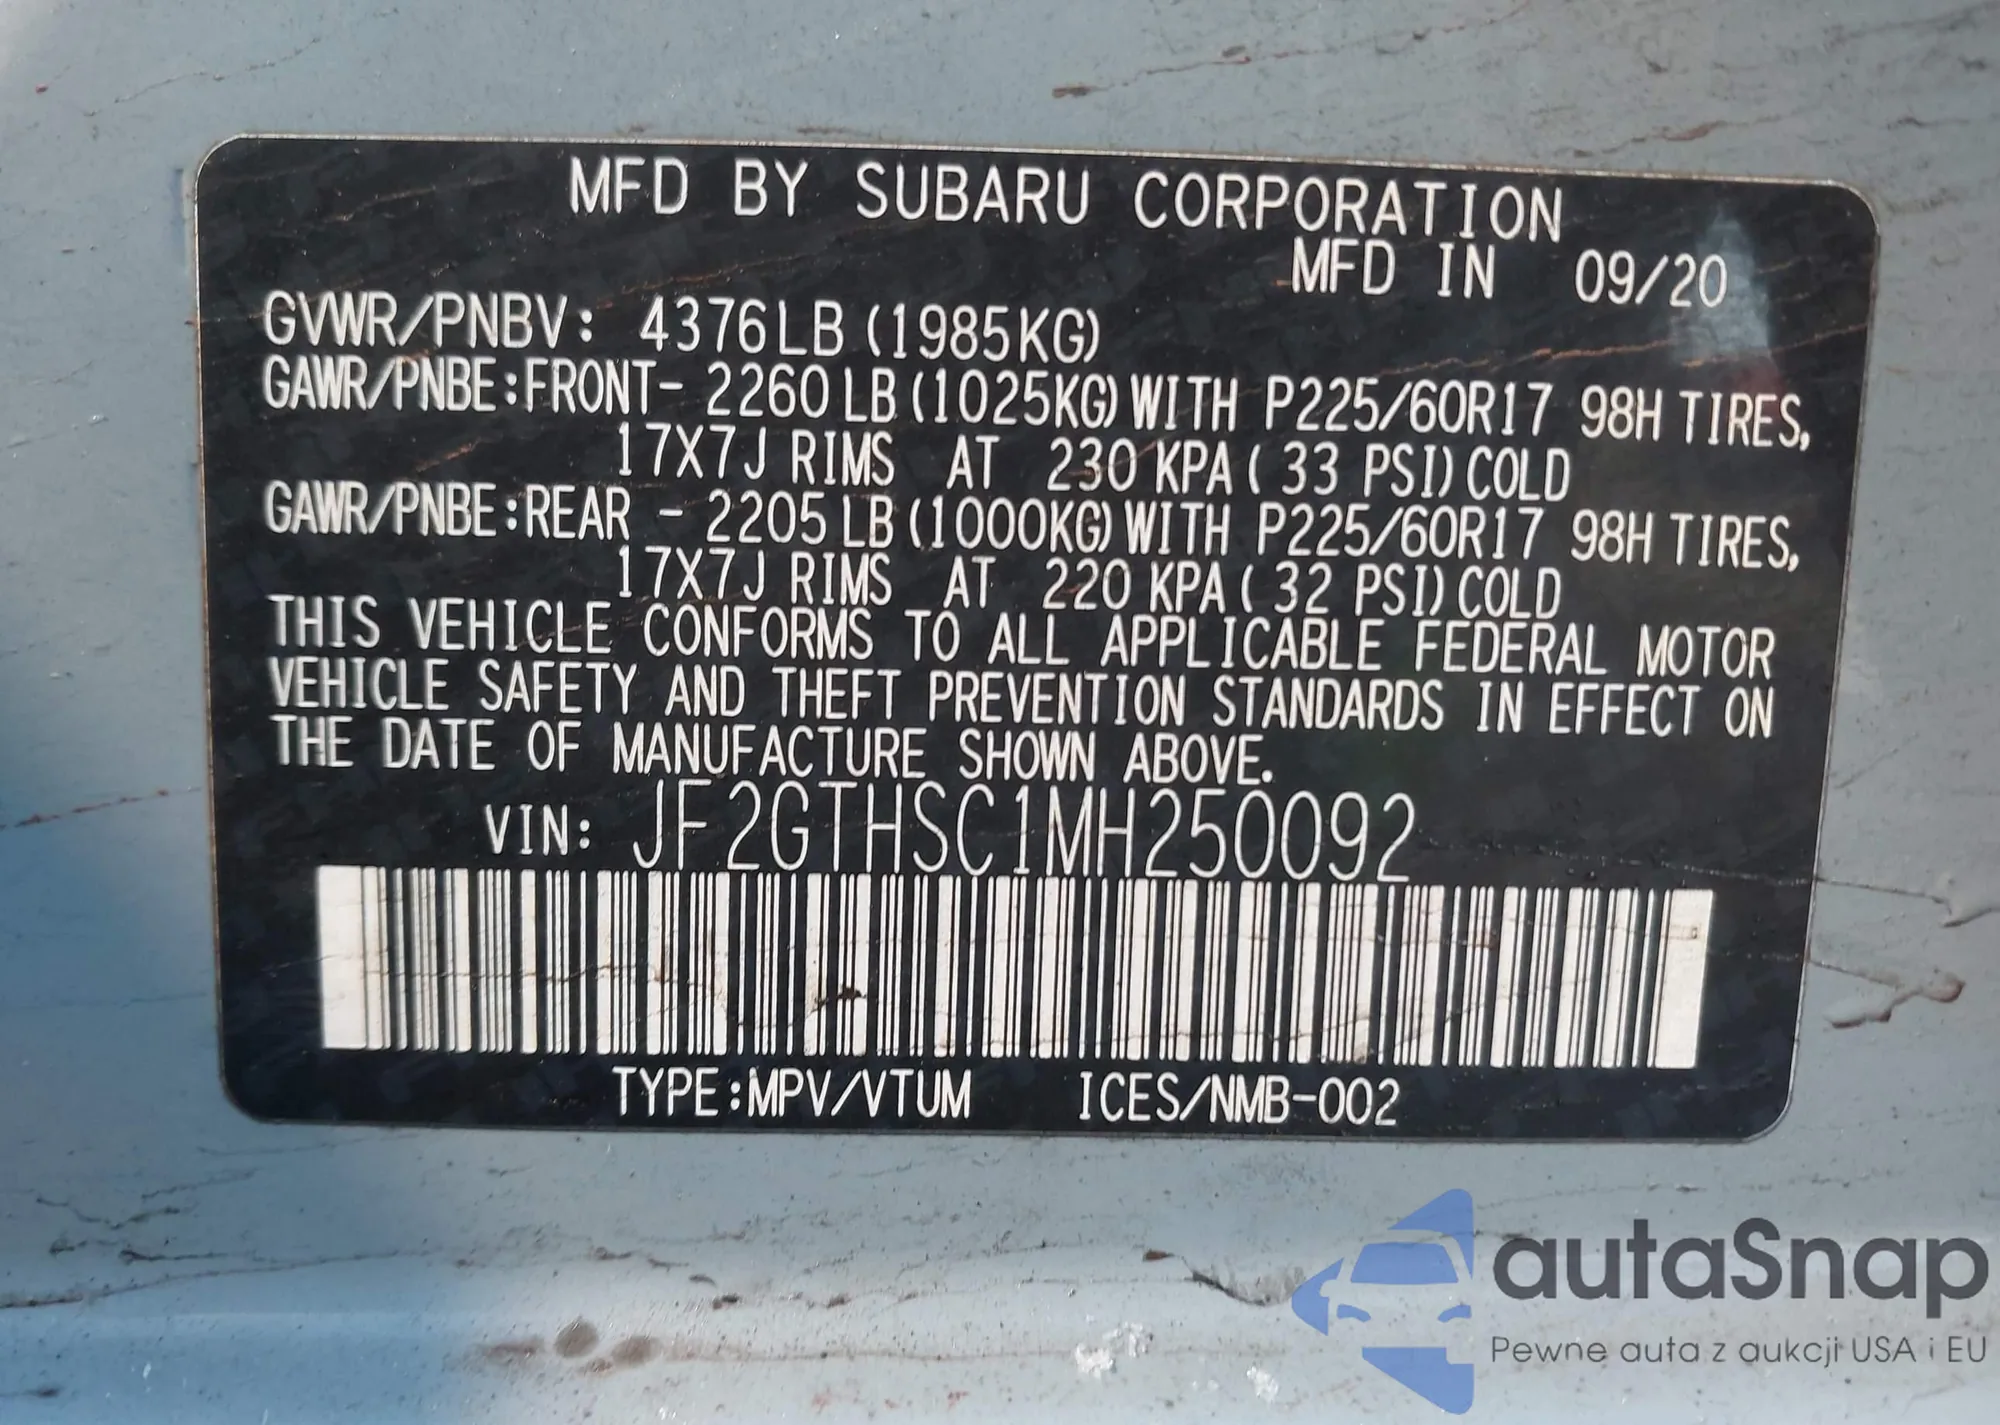 MFD BY SUBARU CORPORATION
MFD IN 09/20
GVWR/PNBV: 4376LB (1985KG)
GAWR/PNBE:FRONT- 2260LB (1025KG) WITH P225/60R17 98H TIRES,
17X7J RIMS AT 230 KPA ( 33 PSI) COLD
GAWR/PNBE:REAR - 2205LB (1000KG) WITH P225/60R17 98H TIRES,
17X7J RIMS AT 220 KPA ( 32 PSI) COLD
THIS VEHICLE CONFORMS TO ALL APPLICABLE FEDERAL MOTOR
VEHICLE SAFETY AND THEFT PREVENTION STANDARDS IN EFFECT ON
THE DATE OF MANUFACTURE SHOWN ABOVE.
VIN: JF2GTHSC1MH250092
TYPE:MPV/VTUM ICES/NMB-002
autaSnap
Pewne auta z aukcji USA i EU